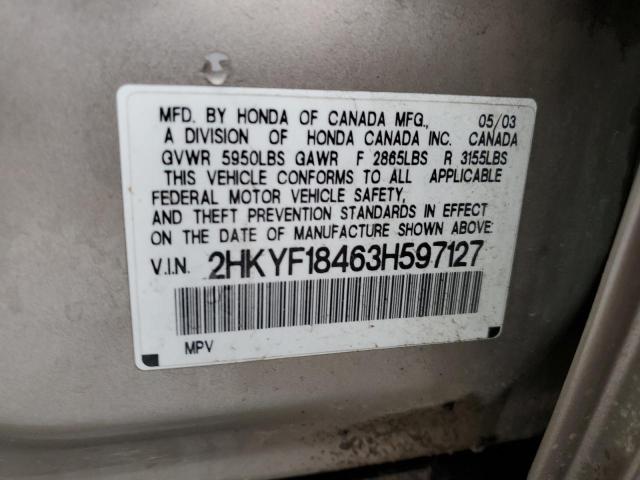 MFD. BY HONDA OF CANADA MFG., 05/03
A DIVISION OF HONDA CANADA INC. CANADA
GVWR 5950LBS GAWR F 2865LBS R 3155LBS
THIS VEHICLE CONFORMS TO ALL APPLICABLE
FEDERAL MOTOR VEHICLE SAFETY,
AND THEFT PREVENTION STANDARDS IN EFFECT
ON THE DATE OF MANUFACTURE SHOWN ABOVE.
V.I.N. 2HKYF18463H597127
MPV